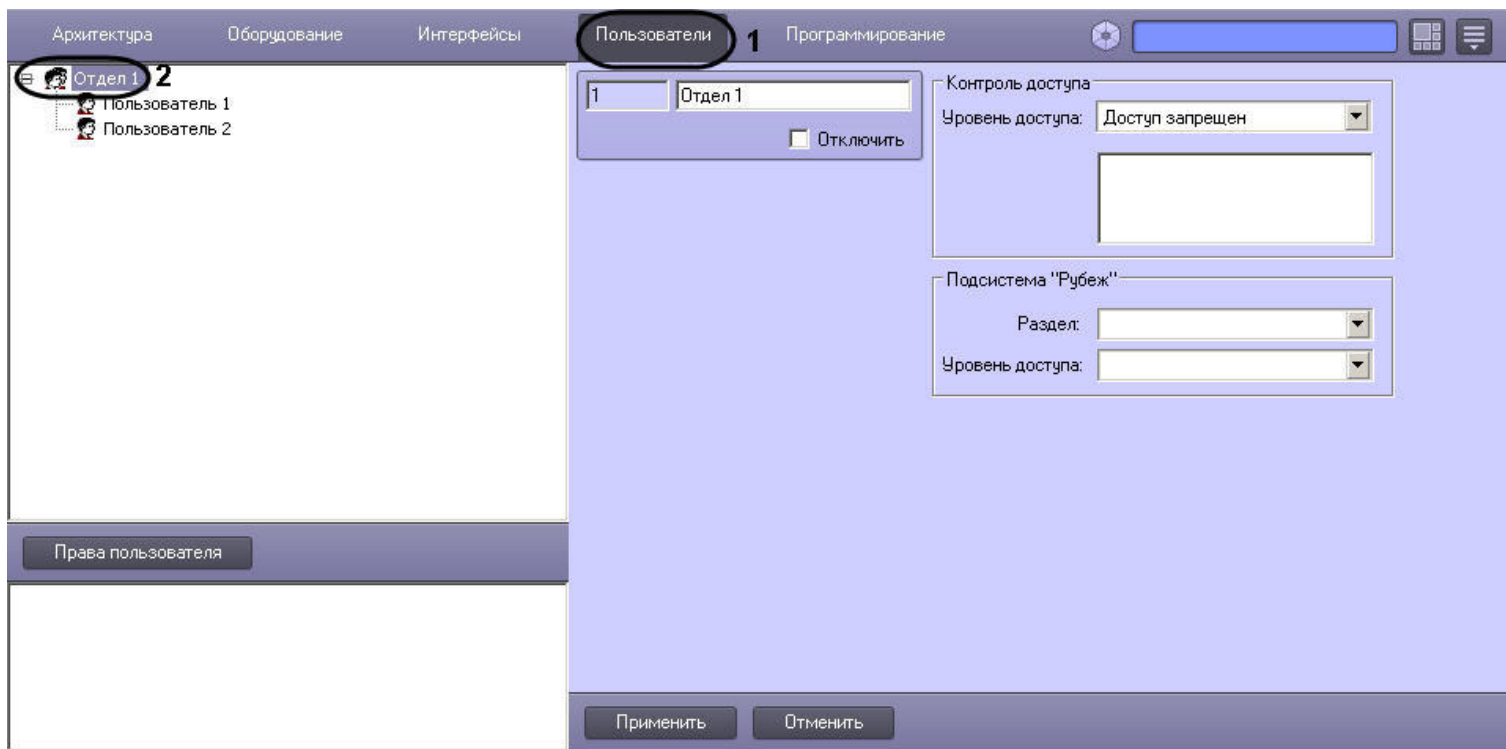 Архитектура Оборудование Интерфейсы Пользователи 1 Программирование
Отдел 1 2
Пользователь 1
Пользователь 2
1 Отдел 1
Отключить
Контроль доступа
Уровень доступа: Доступ запрещен
Подсистема "Рубеж"
Раздел:
Уровень доступа:
Права пользователя
Применить Отменить